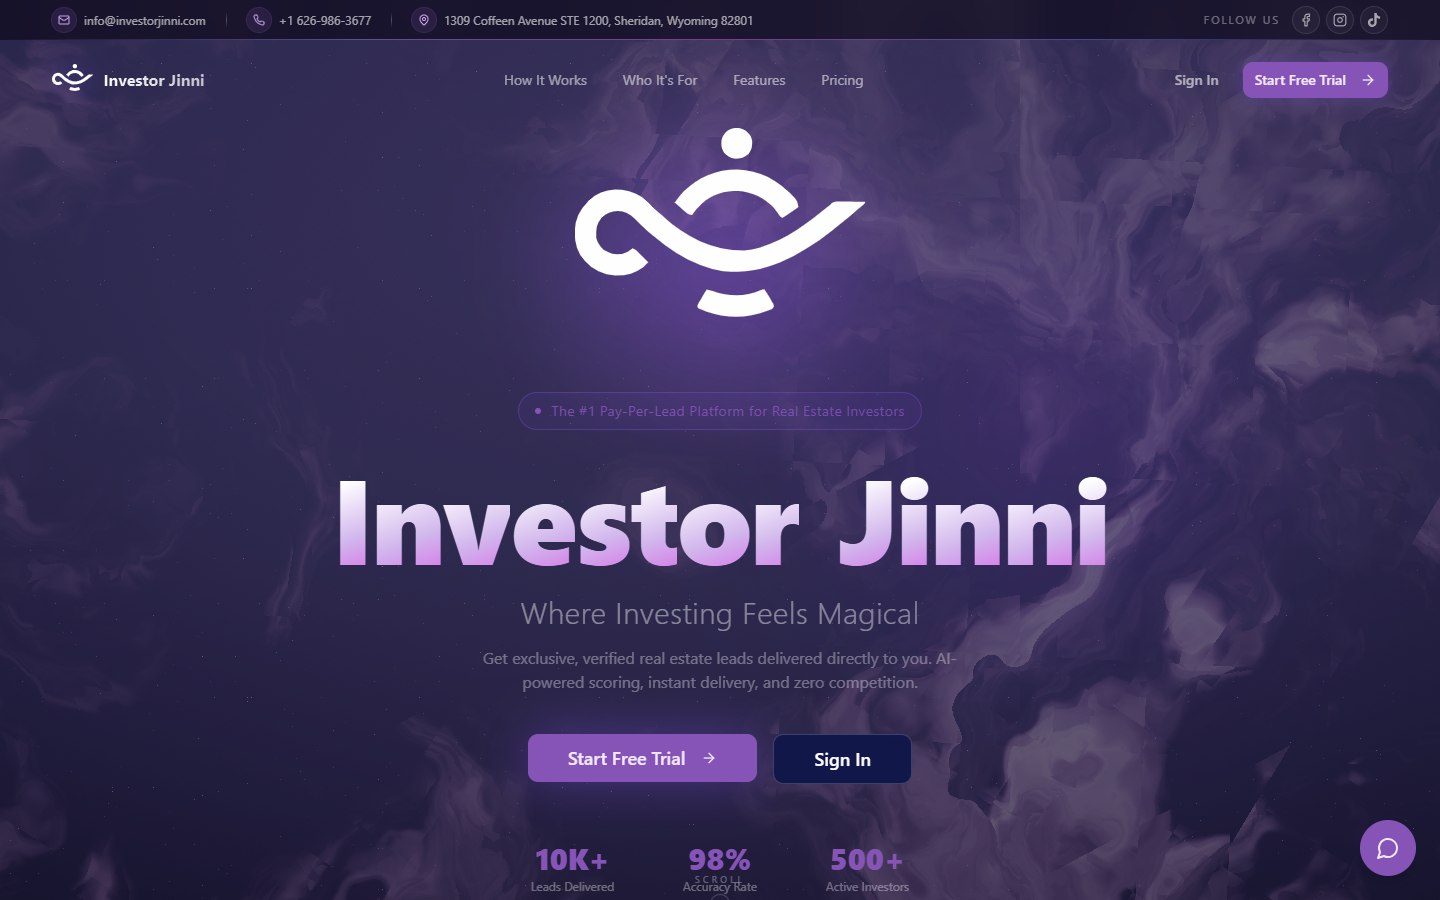 info@investorjinni.com
+1 626-986-3677
1309 Coffeen Avenue STE 1200, Sheridan, Wyoming 82801
FOLLOW US
Investor Jinni
How It Works
Who It's For
Features
Pricing
Sign In
Start Free Trial
The #1 Pay-Per-Lead Platform for Real Estate Investors
Investor Jinni
Where Investing Feels Magical
Get exclusive, verified real estate leads delivered directly to you. AI-
powered scoring, instant delivery, and zero competition.
Start Free Trial
Sign In
10K+
98%
500+
SCROLL
Leads Delivered
Accuracy Rate
Active Investors